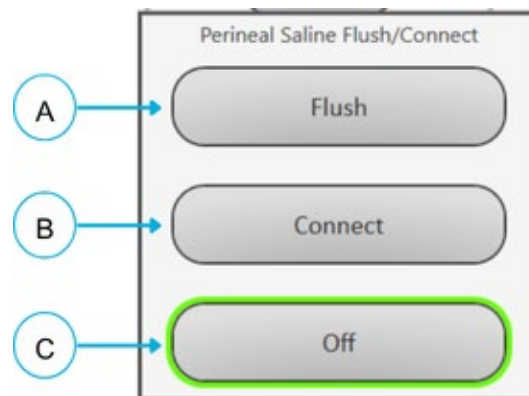 Perineal Saline Flush/Connect
A
Flush
B
Connect
C
Off